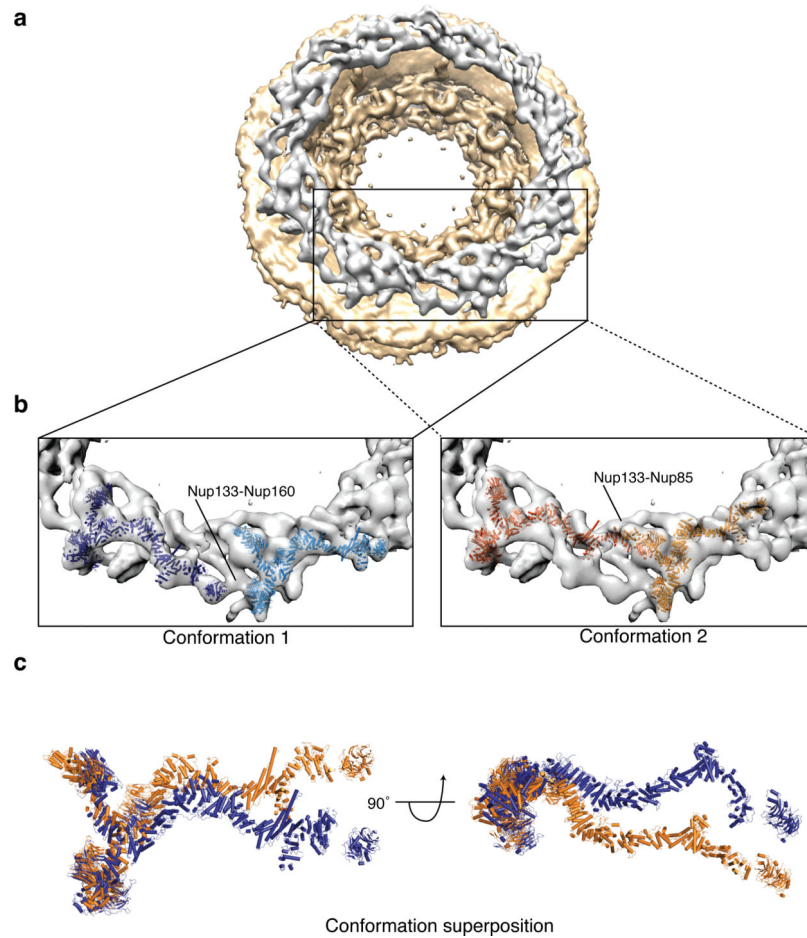 a
b
Nup133-Nup160
Nup133-Nup85
Conformation 1
Conformation 2
c
90°
Conformation superposition